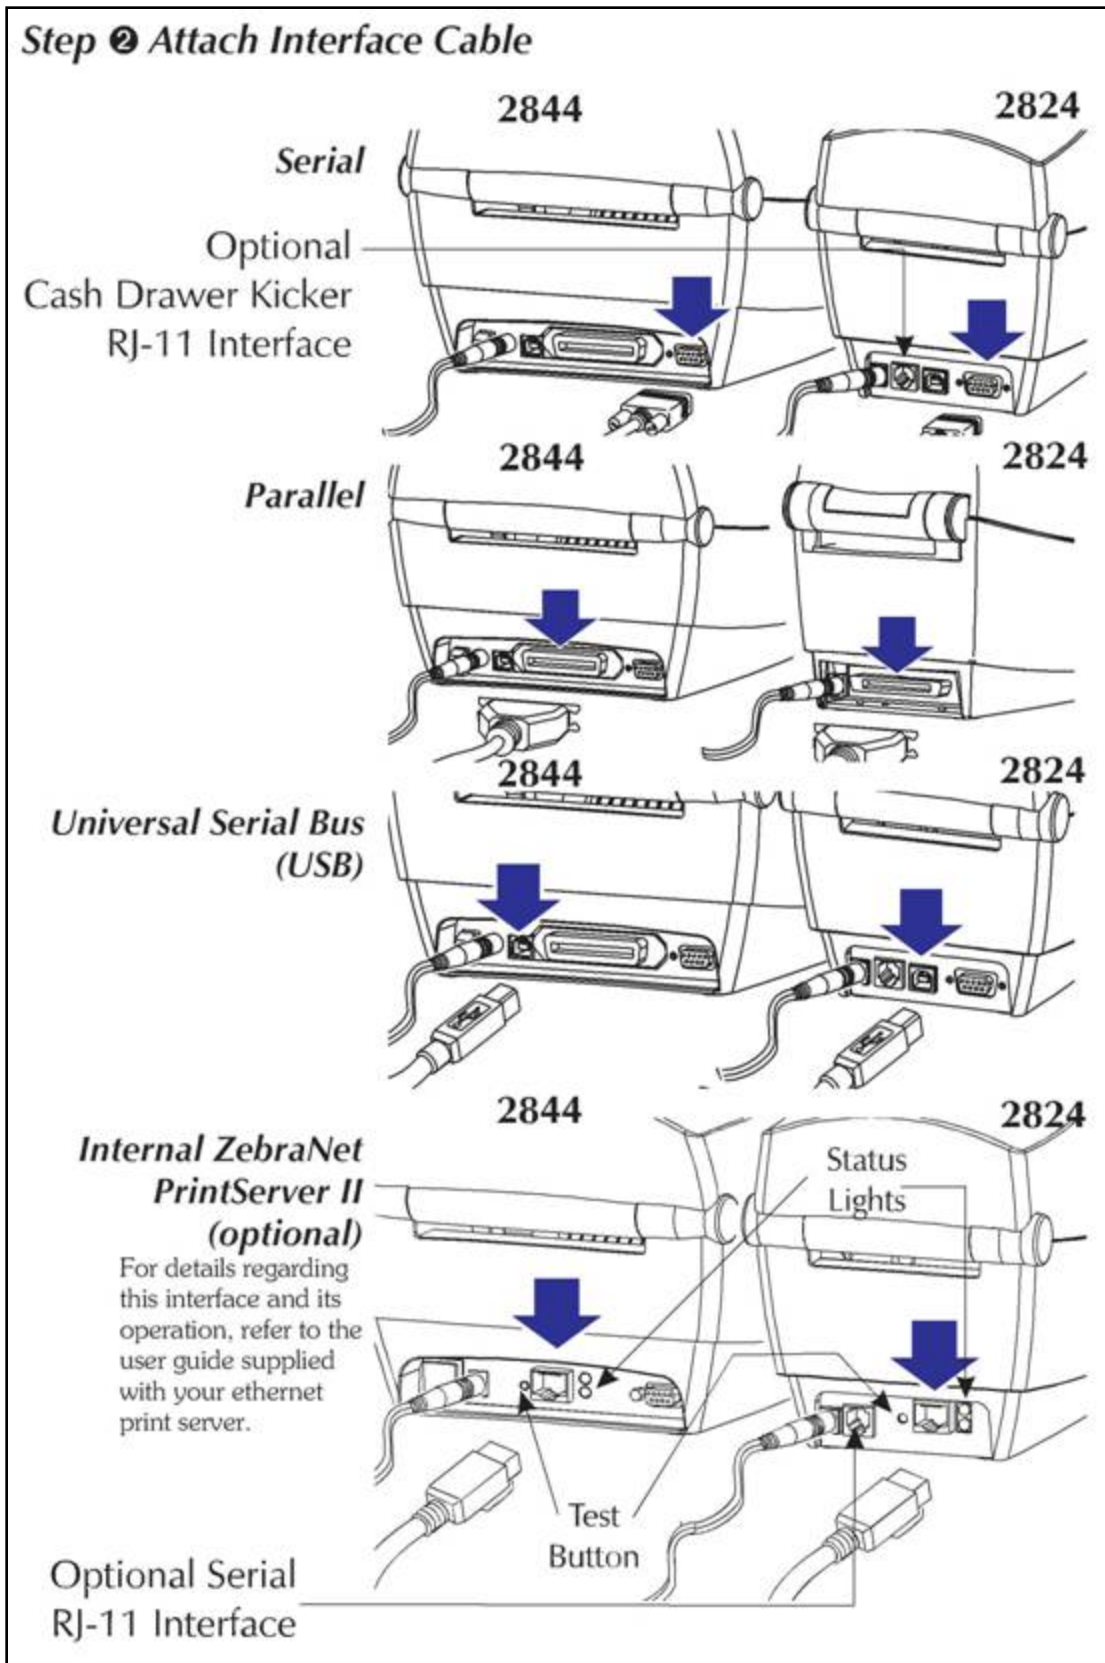 Step ❷ Attach Interface Cable
2844
2824
Serial
Optional
Cash Drawer Kicker
RJ-11 Interface
2844
2824
Parallel
2844
2824
Universal Serial Bus
(USB)
2844
2824
Internal ZebraNet
PrintServer II
(optional)
For details regarding
this interface and its
operation, refer to the
user guide supplied
with your ethernet
print server.
Status
Lights
Test
Button
Optional Serial
RJ-11 Interface